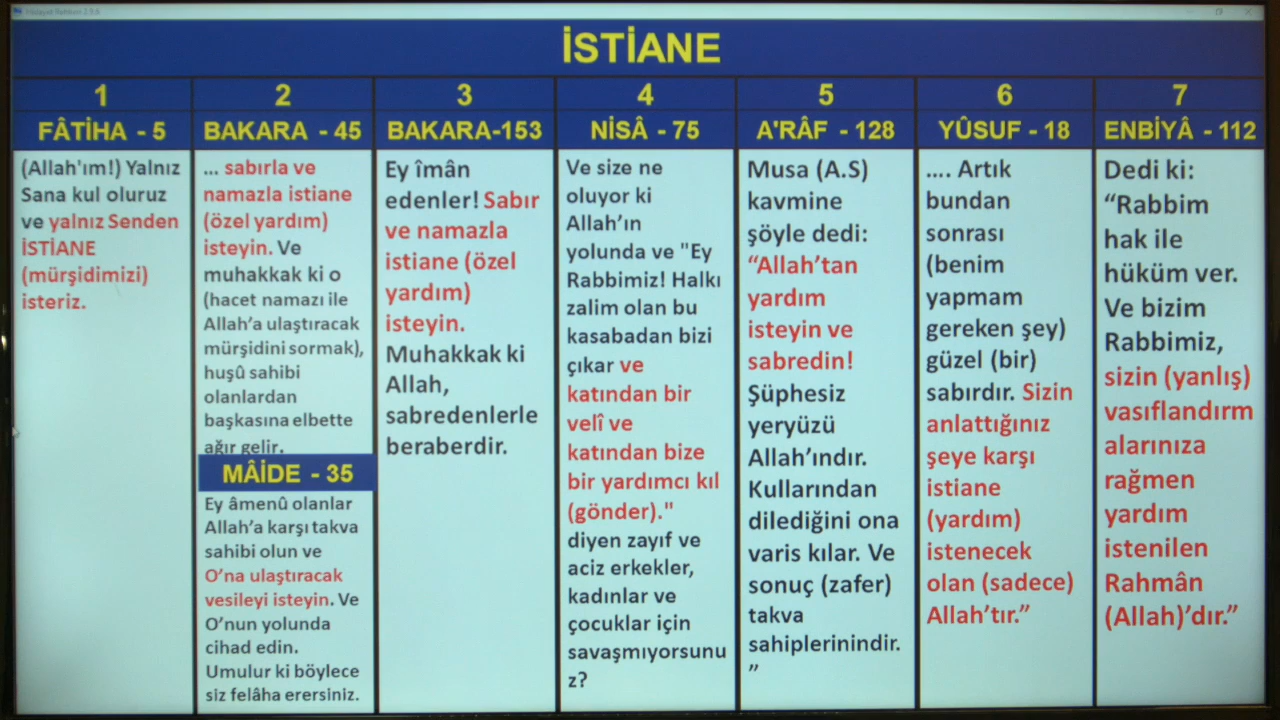 Hidayet Rehberi 2.9.6
İSTİANE
1
FÂTİHA - 5
(Allah'ım!) Yalnız
Sana kul oluruz
ve yalnız Senden
İSTİANE
(mürşidimizi)
isteriz.
2
BAKARA - 45
... sabırla ve
namazla istiane
(özel yardım)
isteyin. Ve
muhakkak ki o
(hacet namazı ile
Allah’a ulaştıracak
mürşidini sormak),
huşû sahibi
olanlardan
başkasına elbette
ağır gelir.
MÂİDE - 35
Ey âmenû olanlar
Allah’a karşı takva
sahibi olun ve
O’na ulaştıracak
vesileyi isteyin. Ve
O’nun yolunda
cihad edin.
Umulur ki böylece
siz felâha erersiniz.
3
BAKARA-153
Ey îmân
edenler! Sabır
ve namazla
istiane (özel
yardım)
isteyin.
Muhakkak ki
Allah,
sabredenlerle
beraberdir.
4
NİSÂ - 75
Ve size ne
oluyor ki
Allah’ın
yolunda ve "Ey
Rabbimiz! Halkı
zalim olan bu
kasabadan bizi
çıkar ve
katından bir
velî ve
katından bize
bir yardımcı kıl
(gönder)."
diyen zayıf ve
aciz erkekler,
kadınlar ve
çocuklar için
savaşmıyorsunu
z?
5
A'RÂF - 128
Musa (A.S)
kavmine
şöyle dedi:
“Allah’tan
yardım
isteyin ve
sabredin!
Şüphesiz
yeryüzü
Allah’ındır.
Kullarından
dilediğini ona
varis kılar. Ve
sonuç (zafer)
takva
sahiplerinindir.
”
6
YÛSUF - 18
.... Artık
bundan
sonrası
(benim
yapmam
gereken şey)
güzel (bir)
sabırdır. Sizin
anlattığınız
şeye karşı
istiane
(yardım)
istenecek
olan (sadece)
Allah’tır.”
7
ENBİYÂ - 112
Dedi ki:
“Rabbim
hak ile
hüküm ver.
Ve bizim
Rabbimiz,
sizin (yanlış)
vasıflandırm
alarınıza
rağmen
yardım
istenilen
Rahmân
(Allah)’dır.”